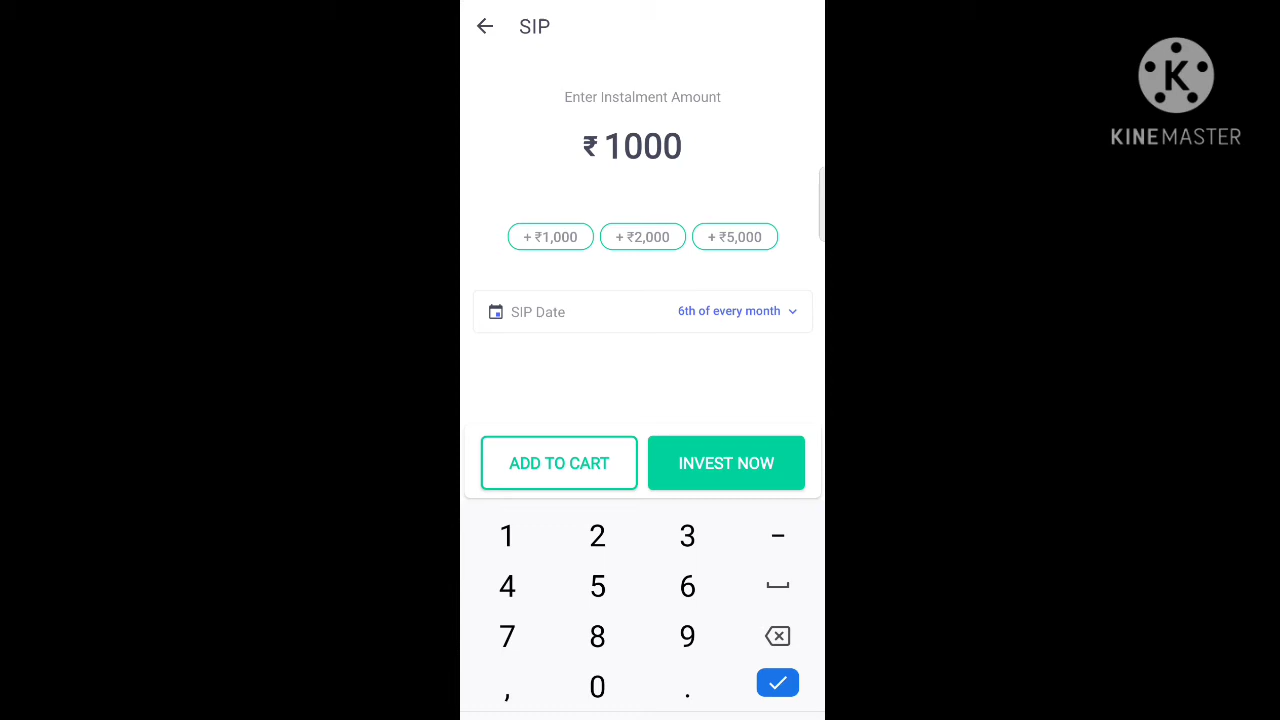 SIP
K
KINEMASTER
Enter Instalment Amount
₹ 1000
+ ₹1,000 + ₹2,000 + ₹5,000
SIP Date 6th of every month
ADD TO CART INVEST NOW
1 2 3 -
4 5 6
7 8 9
, 0 .